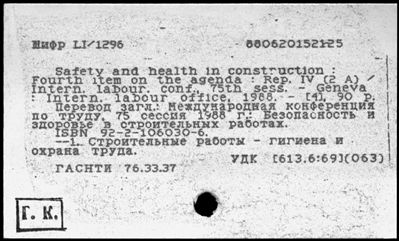 Шифр LI/1296 8806201521-25
Safety and health in construction :
Fourth item on the agenda : Rep. IV (2 A) /
Intern. labour. conf., 75th sess. - Geneva
: Intern. labour office, 1988. - [4], 90 p.
Перевод загл.: Международная конференция
по труду, 75 сессия 1988 г.: Безопасность и
здоровье в строительных работах.
ISBN 92-2-106030-6.
--1. Строительные работы - гигиена и
охрана труда.
УДК [613.6:69](063)
ГАСНТИ 76.33.37
Г. К.